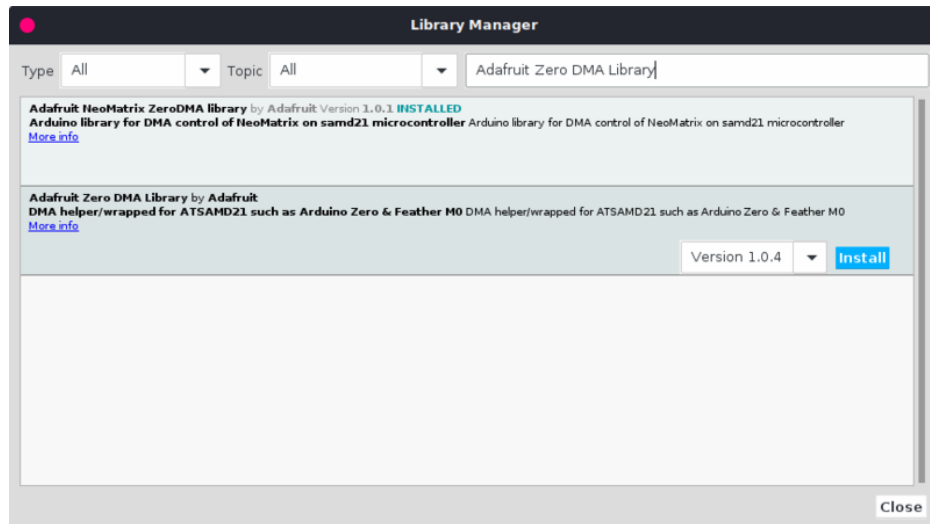 Library Manager
Type All Topic All Adafruit Zero DMA Library
Adafruit NeoMatrix ZeroDMA library by Adafruit Version 1.0.1 INSTALLED
Arduino library for DMA control of NeoMatrix on samd21 microcontroller Arduino library for DMA control of NeoMatrix on samd21 microcontroller
More info
Adafruit Zero DMA Library by Adafruit
DMA helper/wrapped for ATSAMD21 such as Arduino Zero & Feather M0 DMA helper/wrapped for ATSAMD21 such as Arduino Zero & Feather M0
More info
Version 1.0.4 Install
Close